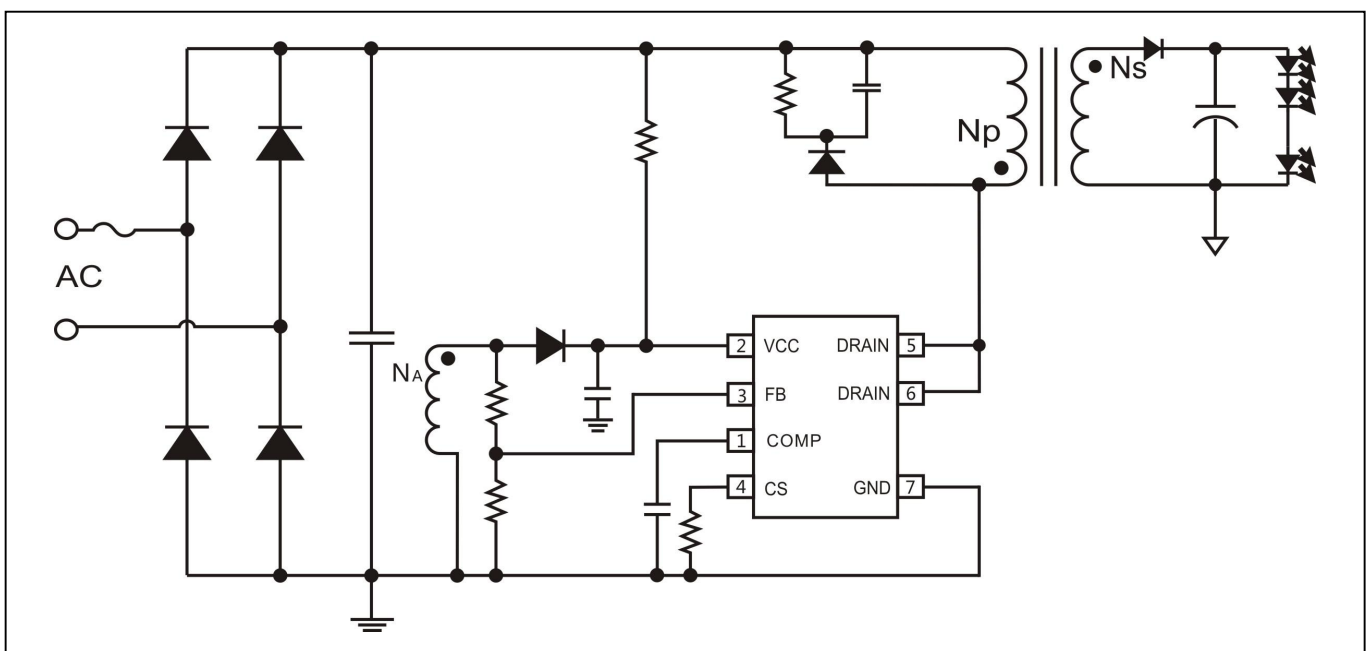 Ns
Np
AC
NA
2 VCC DRAIN 5
3 FB DRAIN 6
1 COMP
4 CS GND 7